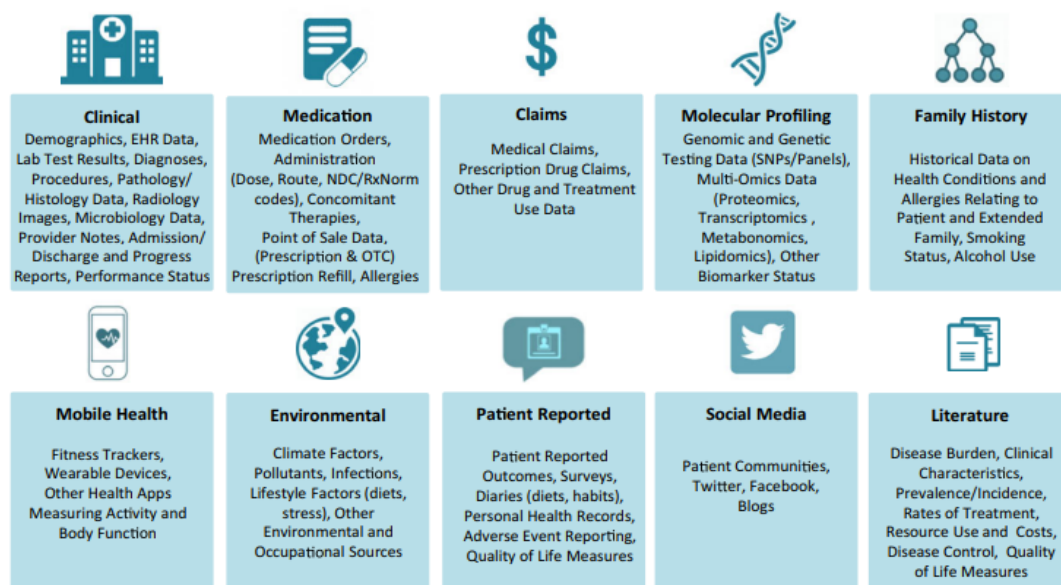 Clinical
Demographics, EHR Data,
Lab Test Results, Diagnoses,
Procedures, Pathology/
Histology Data, Radiology
Images, Microbiology Data,
Provider Notes, Admission/
Discharge and Progress
Reports, Performance Status
Medication
Medication Orders,
Administration
(Dose, Route, NDC/RxNorm
codes), Concomitant
Therapies,
Point of Sale Data,
(Prescription & OTC)
Prescription Refill, Allergies
$
Claims
Medical Claims,
Prescription Drug Claims,
Other Drug and Treatment
Use Data
Molecular Profiling
Genomic and Genetic
Testing Data (SNPs/Panels),
Multi-Omics Data
(Proteomics,
Transcriptomics ,
Metabonomics,
Lipidomics), Other
Biomarker Status
Family History
Historical Data on
Health Conditions and
Allergies Relating to
Patient and Extended
Family, Smoking
Status, Alcohol Use
Mobile Health
Fitness Trackers,
Wearable Devices,
Other Health Apps
Measuring Activity and
Body Function
Environmental
Climate Factors,
Pollutants, Infections,
Lifestyle Factors (diets,
stress), Other
Environmental and
Occupational Sources
Patient Reported
Patient Reported
Outcomes, Surveys,
Diaries (diets, habits),
Personal Health Records,
Adverse Event Reporting,
Quality of Life Measures
Social Media
Patient Communities,
Twitter, Facebook,
Blogs
Literature
Disease Burden, Clinical
Characteristics,
Prevalence/Incidence,
Rates of Treatment,
Resource Use and Costs,
Disease Control, Quality
of Life Measures